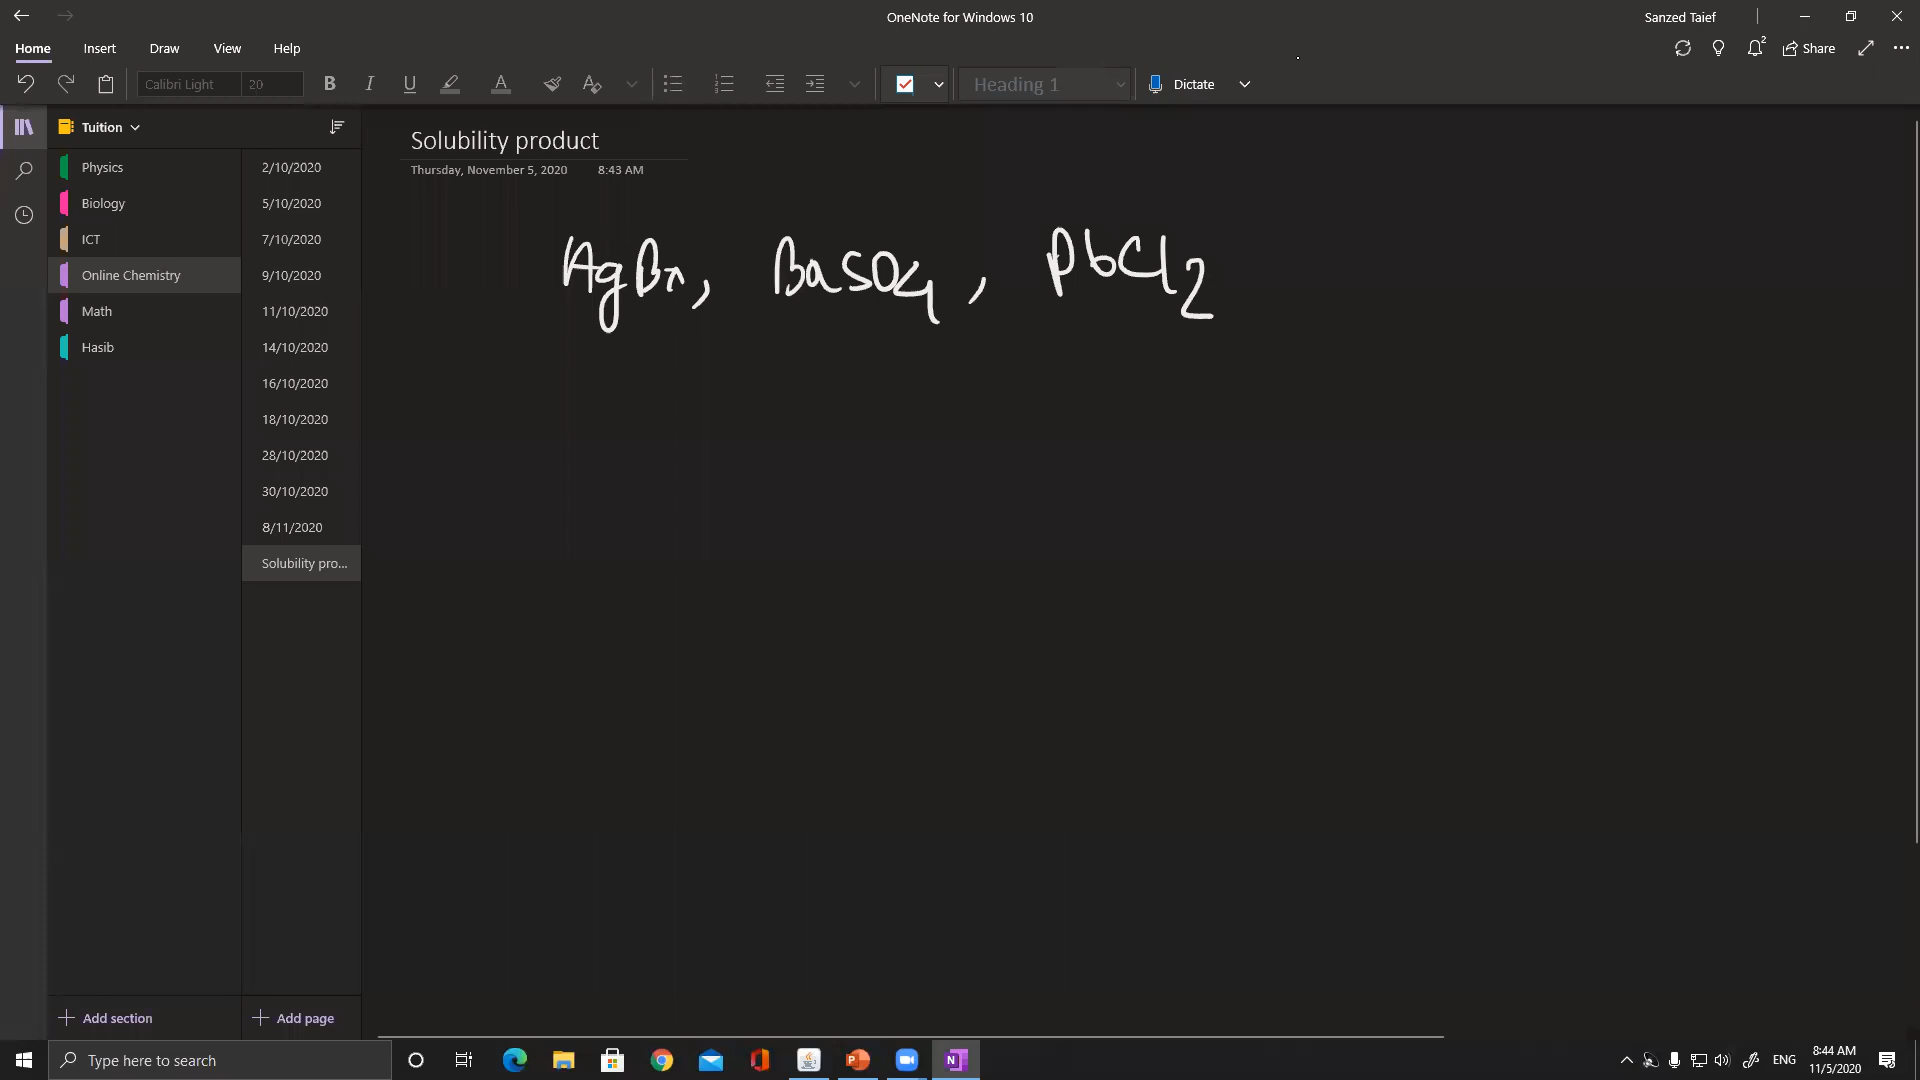 OneNote for Windows 10
Sanzed Taief
Home Insert Draw View Help
2 Share
Calibri Light 20 B I U A A Heading 1 Dictate
Tuition
Physics
Biology
ICT
Online Chemistry
Math
Hasib
2/10/2020
5/10/2020
7/10/2020
9/10/2020
11/10/2020
14/10/2020
16/10/2020
18/10/2020
28/10/2020
30/10/2020
8/11/2020
Solubility pro...
Solubility product
Thursday, November 5, 2020 8:43 AM
AgBr, BaSO4, PbCl2
Add section Add page
Type here to search
ENG
8:44 AM
11/5/2020